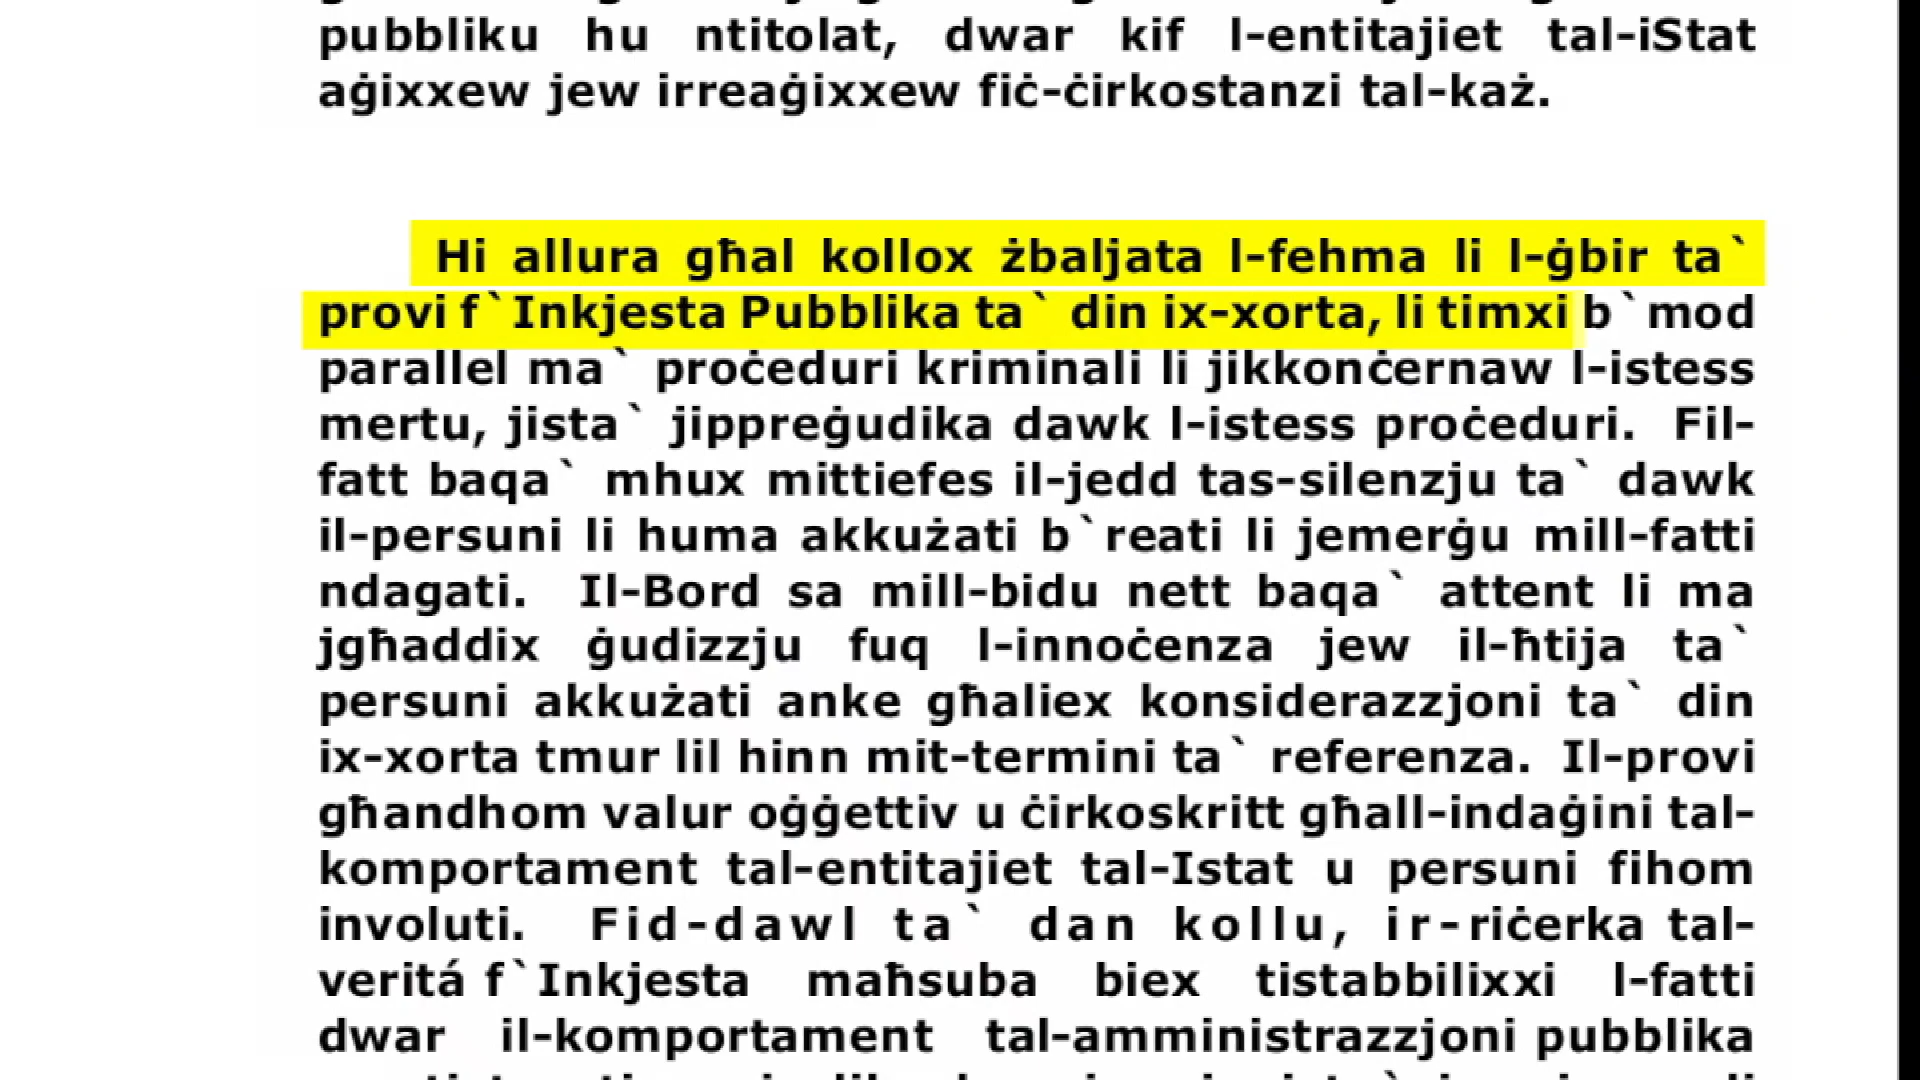 pubbliku hu ntitolat, dwar kif l-entitajiet tal-iStat
aġixxew jew irreaġixxew fiċ-ċirkostanzi tal-każ.
Hi allura għal kollox żbaljata l-fehma li l-ġbir ta`
provi f`Inkjesta Pubblika ta` din ix-xorta, li timxi b`mod
parallel ma` proċeduri kriminali li jikkonċernaw l-istess
mertu, jista` jippreġudika dawk l-istess proċeduri. Fil-
fatt baqa` mhux mittiefes il-jedd tas-silenzju ta` dawk
il-persuni li huma akkużati b`reati li jemerġu mill-fatti
ndagati. Il-Bord sa mill-bidu nett baqa` attent li ma
jgħaddix ġudizzju fuq l-innoċenza jew il-ħtija ta`
persuni akkużati anke għaliex konsiderazzjoni ta` din
ix-xorta tmur lil hinn mit-termini ta` referenza. Il-provi
għandhom valur oġġettiv u ċirkoskritt għall-indaġini tal-
komportament tal-entitajiet tal-Istat u persuni fihom
involuti. Fid-dawl ta` dan kollu, ir-riċerka tal-
veritá f`Inkjesta maħsuba biex tistabbilixxi l-fatti
dwar il-komportament tal-amministrazzjoni pubblika